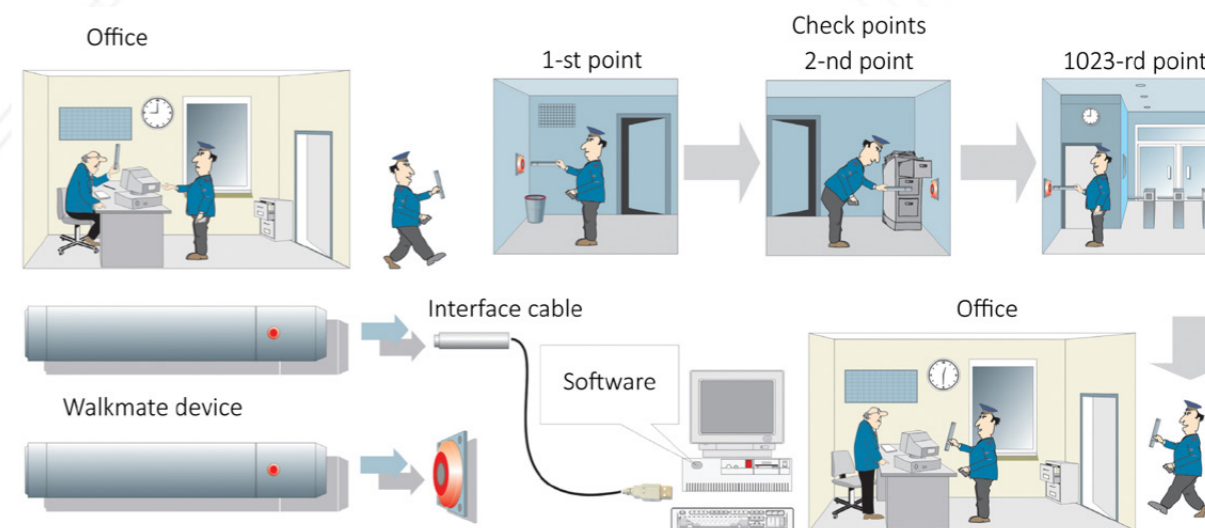 Office
Check points
1-st point
2-nd point
1023-rd point
Interface cable
Office
Software
Walkmate device